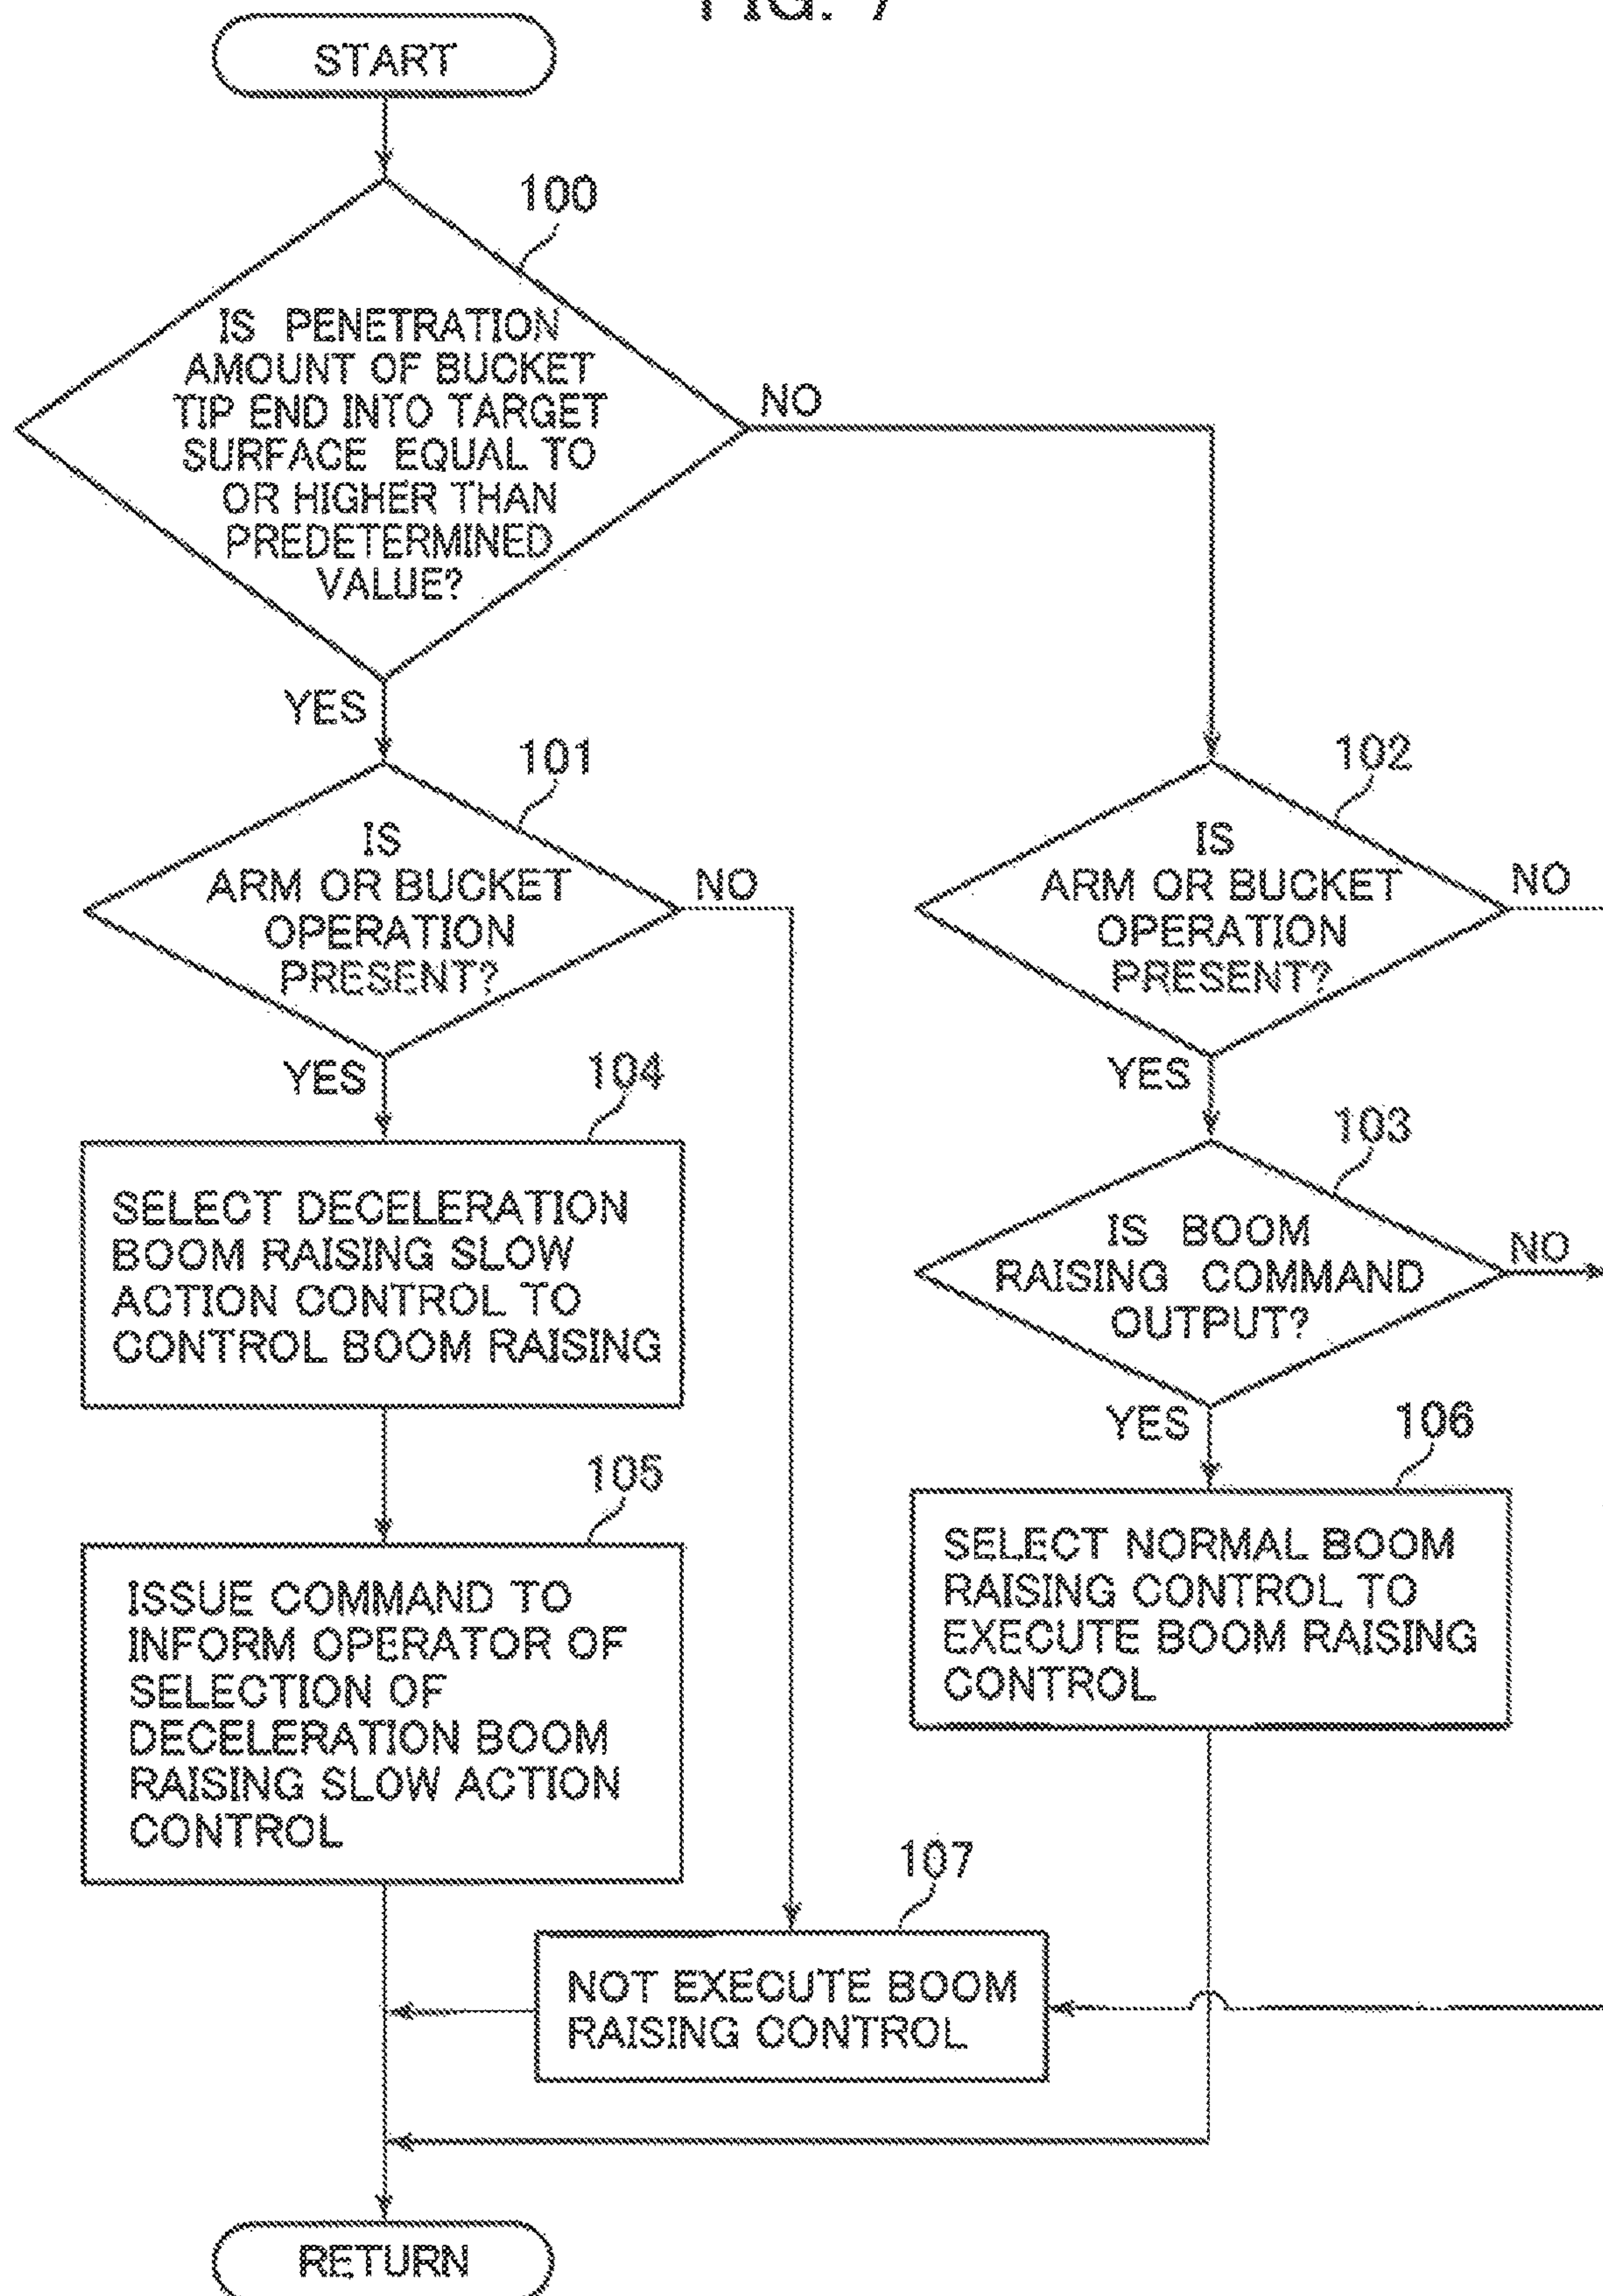 FIG. 7
START
100
IS PENETRATION
AMOUNT OF BUCKET
TIP END INTO TARGET
SURFACE EQUAL TO
OR HIGHER THAN
PREDETERMINED
VALUE?
NO
YES
101
IS
ARM OR BUCKET
OPERATION
PRESENT?
NO
YES
102
IS
ARM OR BUCKET
OPERATION
PRESENT?
NO
YES
104
SELECT DECELERATION
BOOM RAISING SLOW
ACTION CONTROL TO
CONTROL BOOM RAISING
103
IS BOOM
RAISING COMMAND
OUTPUT?
NO
YES
105
ISSUE COMMAND TO
INFORM OPERATOR OF
SELECTION OF
DECELERATION BOOM
RAISING SLOW ACTION
CONTROL
106
SELECT NORMAL BOOM
RAISING CONTROL TO
EXECUTE BOOM RAISING
CONTROL
107
NOT EXECUTE BOOM
RAISING CONTROL
RETURN